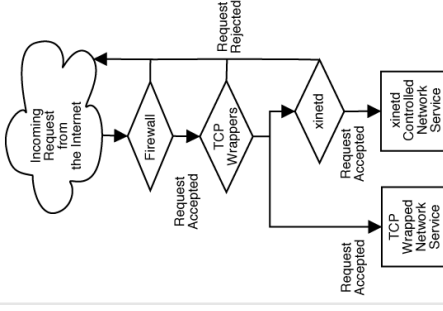 Incoming
Request
from
the Internet
Firewall
Request
Accepted
TCP
Wrappers
Request
Rejected
xinetd
Request
Accepted
xinetd
Controlled
Network
Service
Request
Accepted
TCP
Wrapped
Network
Service